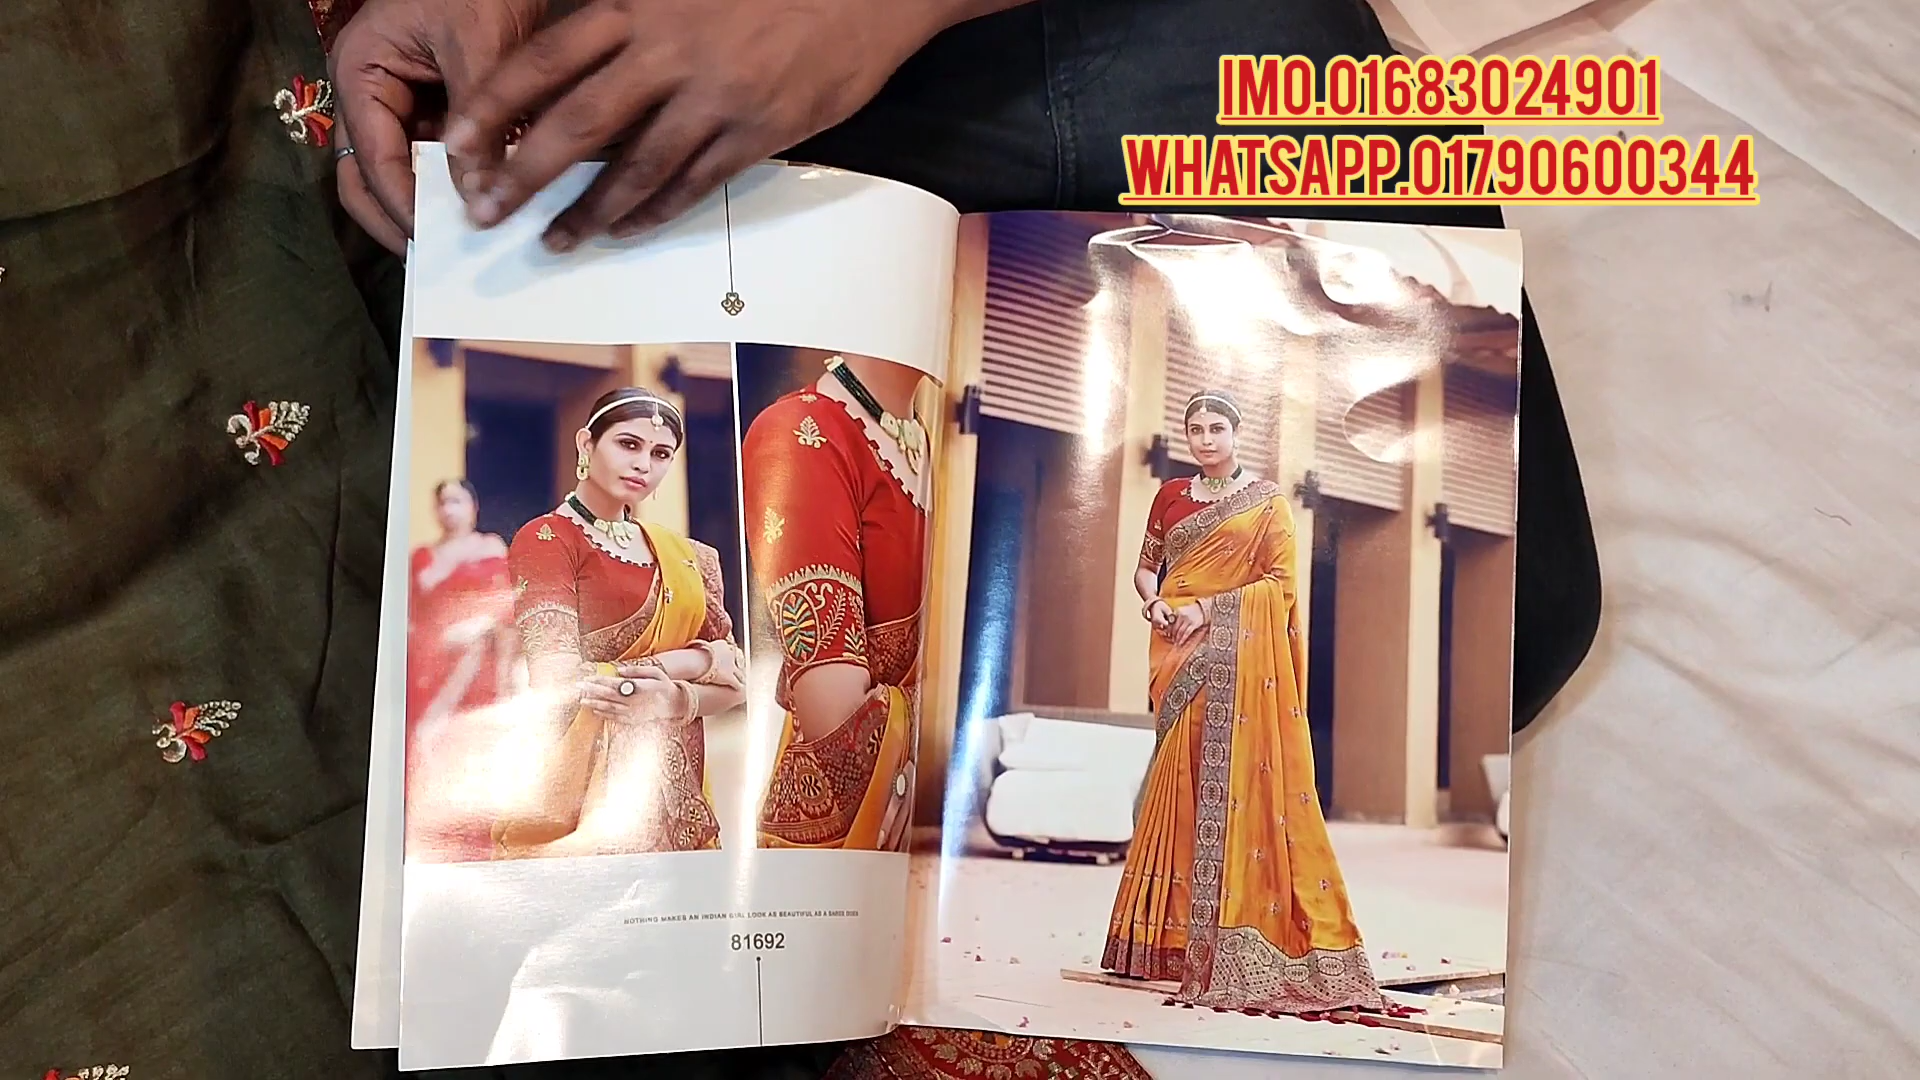 IMO.01683024901
WHATSAPP.01790600344
NOTHING MAKES AN INDIAN GIRL LOOK AS BEAUTIFUL AS A SAREE DOES
81692